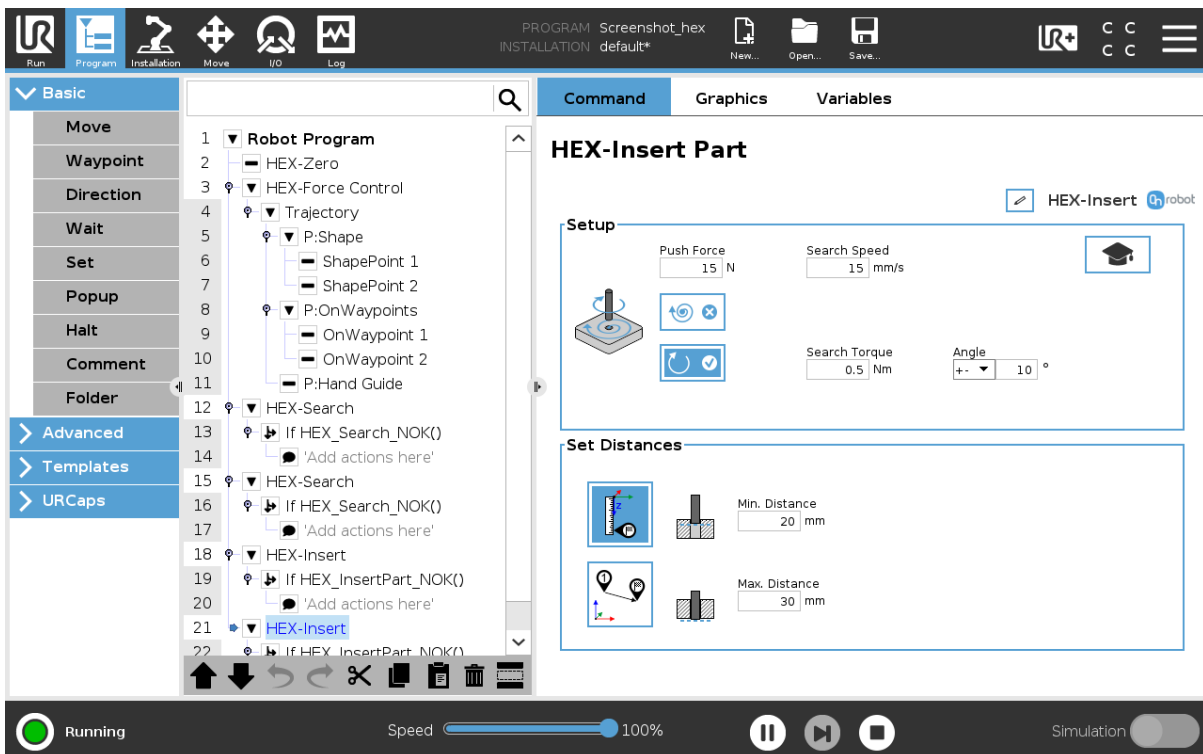 PROGRAM Screenshot_hex
INSTALLATION default*
Run Program Installation Move I/O Log New... Open... Save... UR+ C C
C C
Basic
Move
Waypoint
Direction
Wait
Set
Popup
Halt
Comment
Folder
Advanced
Templates
URCaps
1 Robot Program
2 HEX-Zero
3 HEX-Force Control
4 Trajectory
5 P:Shape
6 ShapePoint 1
7 ShapePoint 2
8 P:OnWaypoints
9 OnWaypoint 1
10 OnWaypoint 2
11 P:Hand Guide
12 HEX-Search
13 If HEX_Search_NOK()
14 'Add actions here'
15 HEX-Search
16 If HEX_Search_NOK()
17 'Add actions here'
18 HEX-Insert
19 If HEX_InsertPart_NOK()
20 'Add actions here'
21 HEX-Insert
22 If HEX_InsertPart_NOK()
Command Graphics Variables
HEX-Insert Part
HEX-Insert OnRobot
Setup
Push Force Search Speed
15 N 15 mm/s
Search Torque Angle
0.5 Nm +- 10 °
Set Distances
Min. Distance
20 mm
Max. Distance
30 mm
Running Speed 100% Simulation